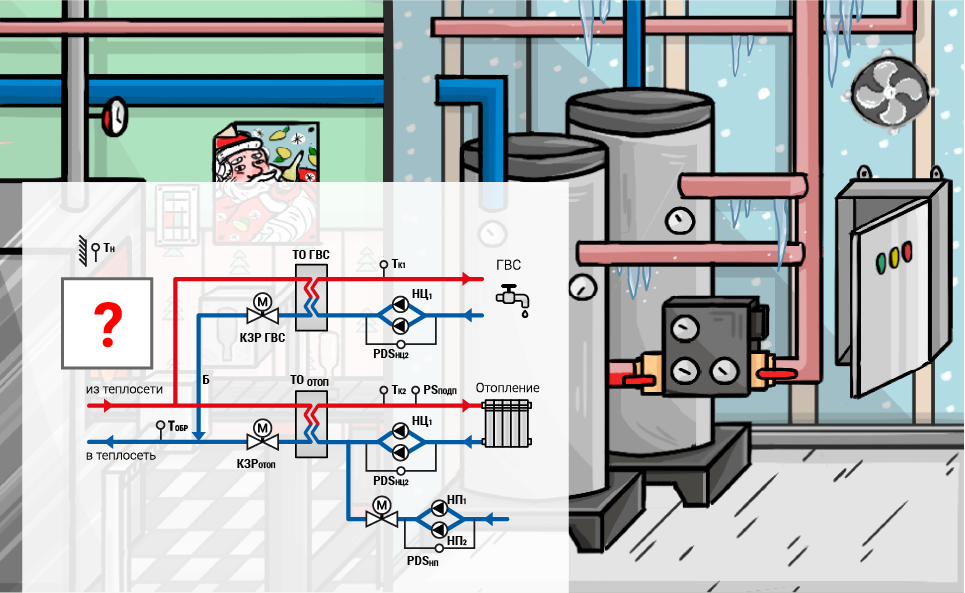 Tн
ТО ГВС
Tк1
ГВС
?
М
НЦ1
КЗР ГВС
PDSнц2
Б
из теплосети
ТО отоп
Tк2
PSподп
Отопление
Tобр
М
НЦ1
в теплосеть
КЗРотоп
PDSнц2
М
НП1
НП2
PDSнп